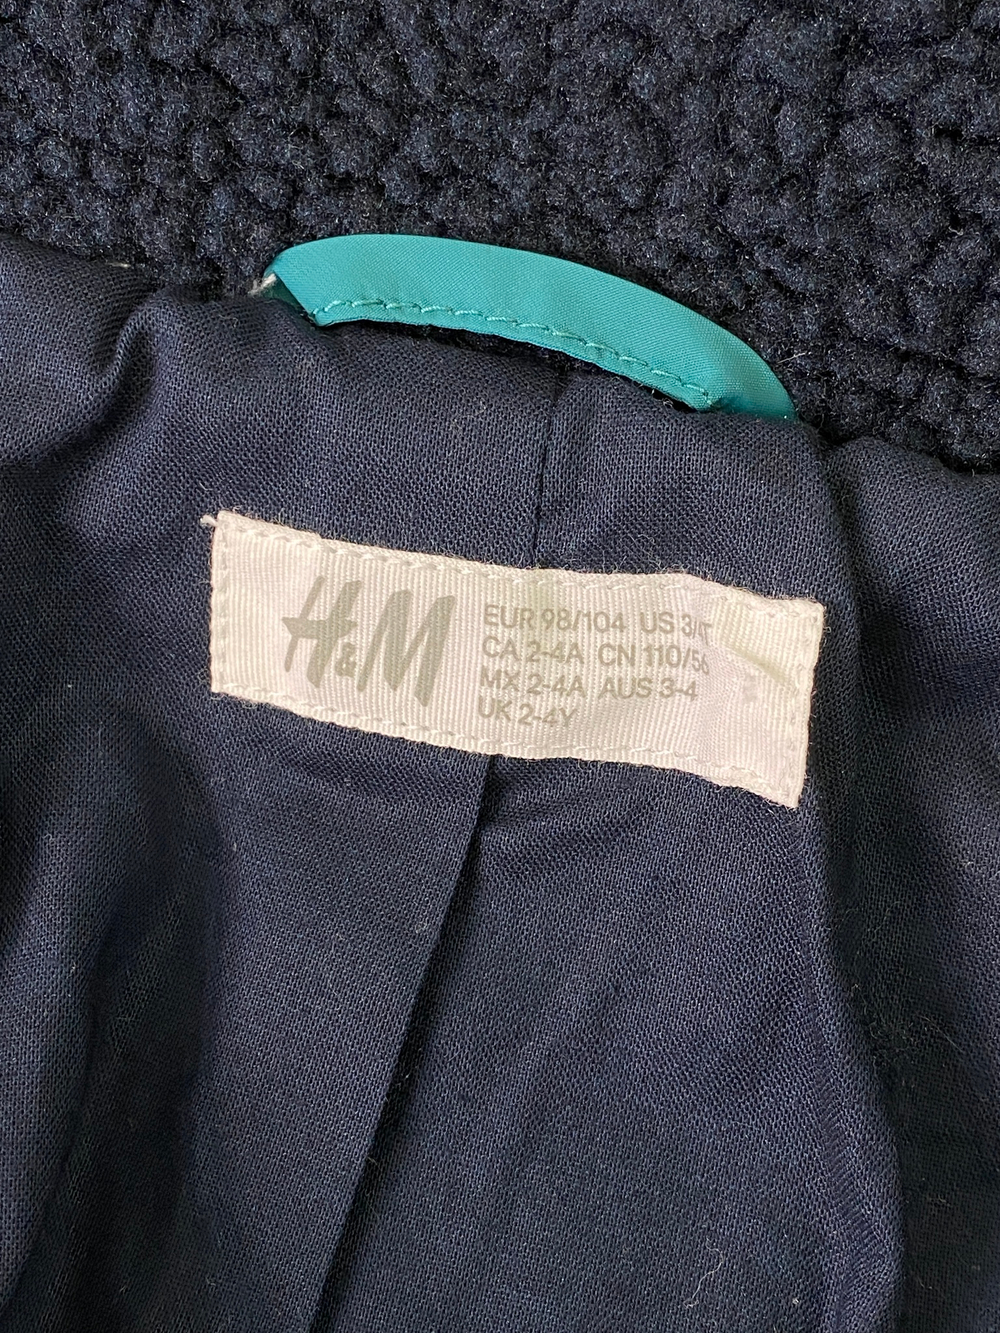 H&M
EUR 98/104 US 3/4T
CA 2-4A CN 110/56
MX 2-4A AUS 3-4
UK 2-4Y